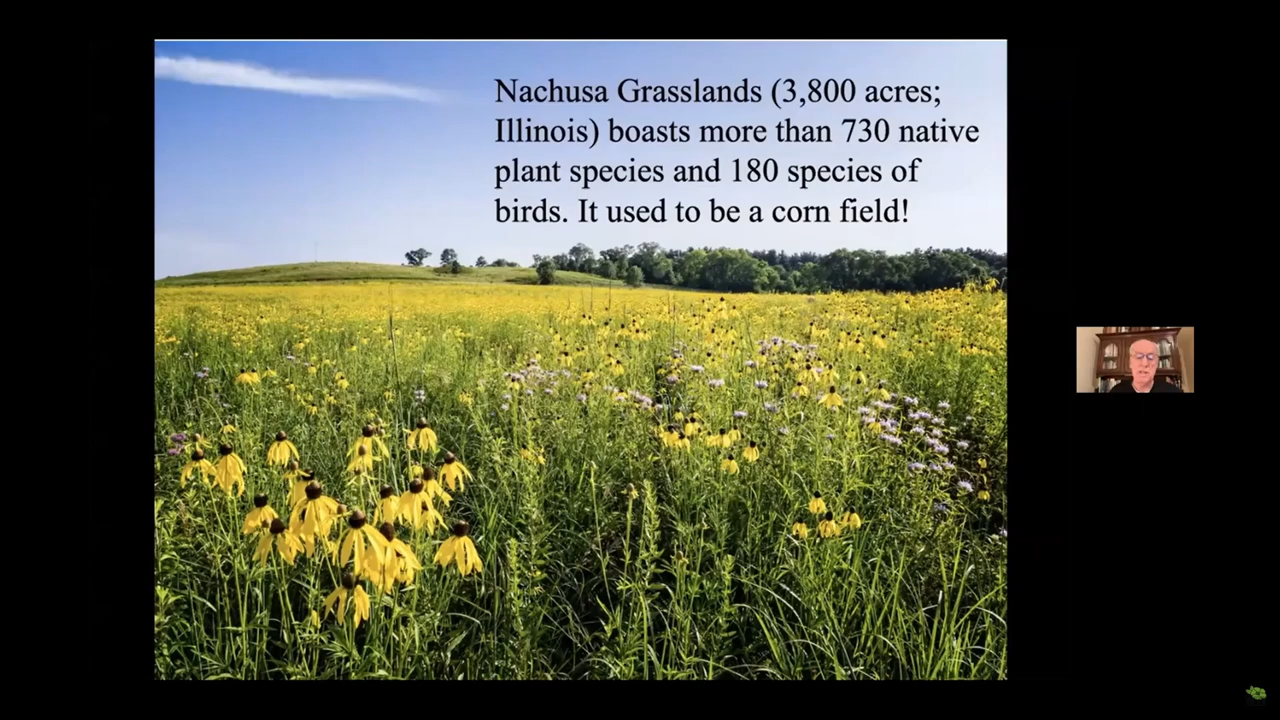 Nachusa Grasslands (3,800 acres;
Illinois) boasts more than 730 native
plant species and 180 species of
birds. It used to be a corn field!